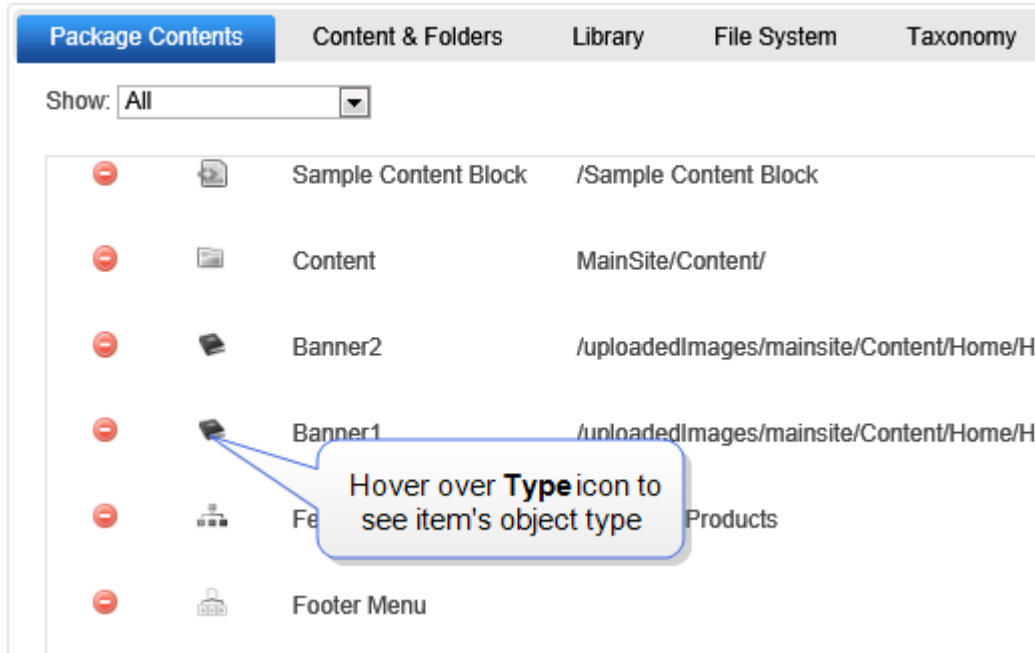 Package Contents Content & Folders Library File System Taxonomy
Show: All
Sample Content Block /Sample Content Block
Content MainSite/Content/
Banner2 /uploadedImages/mainsite/Content/Home/H
Banner1 /uploadedImages/mainsite/Content/Home/H
Hover over Type icon to
see item's object type
Fe Products
Footer Menu